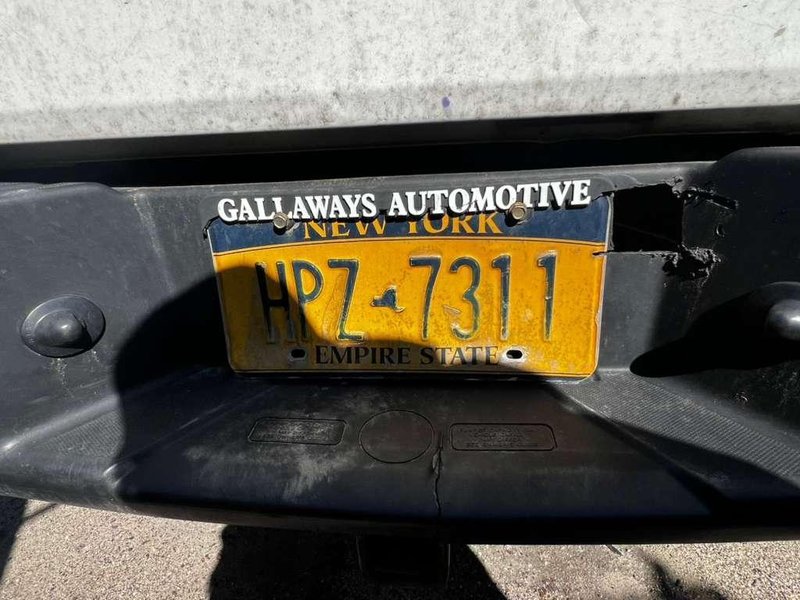 GALLAWAYS AUTOMOTIVE
NEW YORK
HPZ 7311
EMPIRE STATE